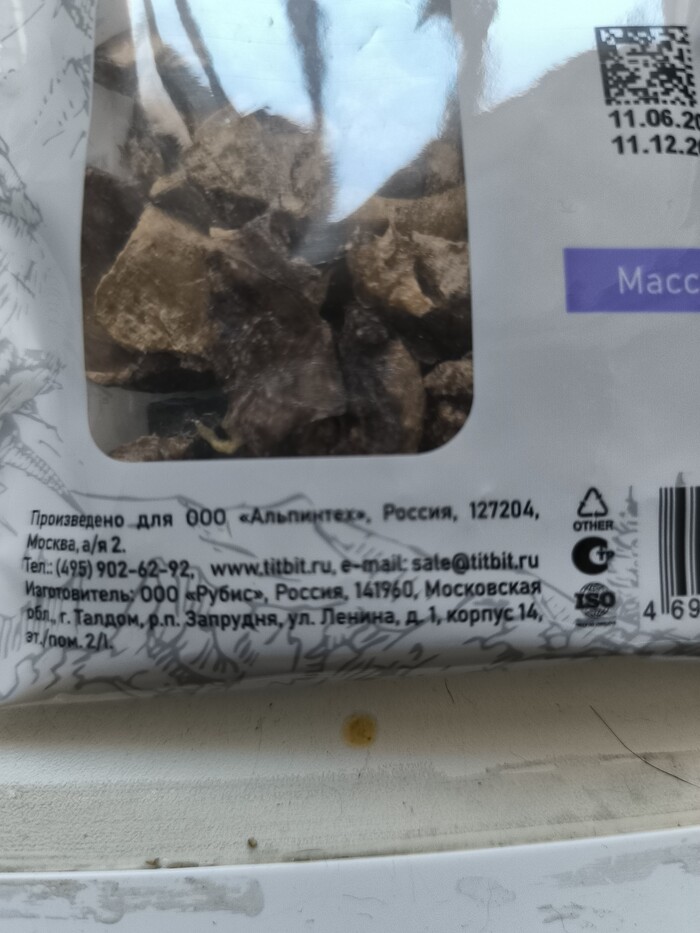 11.06.20
11.12.20
Масс
Произведено для ООО «Альпинтех», Россия, 127204,
Москва, а/я 2.
Тел.: (495) 902-62-92, www.titbit.ru, e-mail: sale@titbit.ru
Изготовитель: ООО «Рубис», Россия, 141960, Московская
обл., г. Талдом, р.п. Запрудня, ул. Ленина, д. 1, корпус 14,
эт./пом. 2/I.
OTHER
ISO
4 69